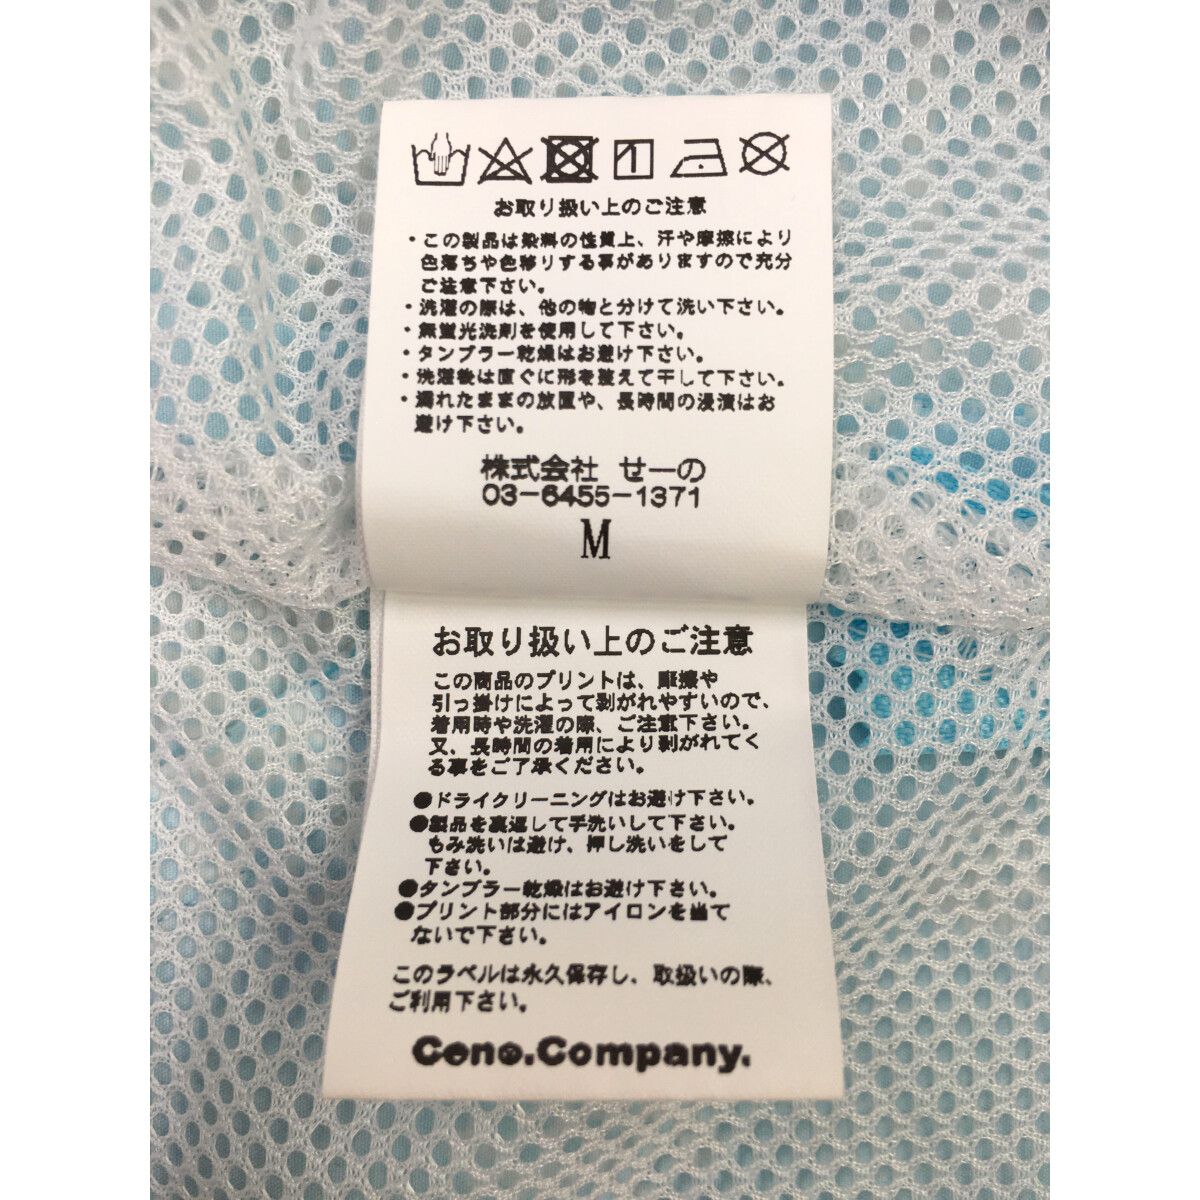 お取り扱い上のご注意
・この製品は染料の性質上、汗や摩擦により
色落ちや色移りする事がありますので充分
ご注意下さい。
・洗濯の際は、他の物と分けて洗い下さい。
・無蛍光洗剤を使用して下さい。
・タンブラー乾燥はお避け下さい。
・洗濯後は直ぐに形を整えて干して下さい。
・濡れたままの放置や、長時間の浸漬はお
避け下さい。
株式会社 せーの
03-6455-1371
M
お取り扱い上のご注意
この商品のプリントは、摩擦や
引っ掛けによって剥がれやすいので、
着用時や洗濯の際、ご注意下さい。
又、長時間の着用により剥がれてく
る事をご了承ください。
●ドライクリーニングはお避け下さい。
●製品を裏返して手洗いして下さい。
もみ洗いは避け、押し洗いをして
下さい。
●タンブラー乾燥はお避け下さい。
●プリント部分にはアイロンを当て
ないで下さい。
このラベルは永久保存し、取扱いの際、
ご利用下さい。
Ceno.Company.